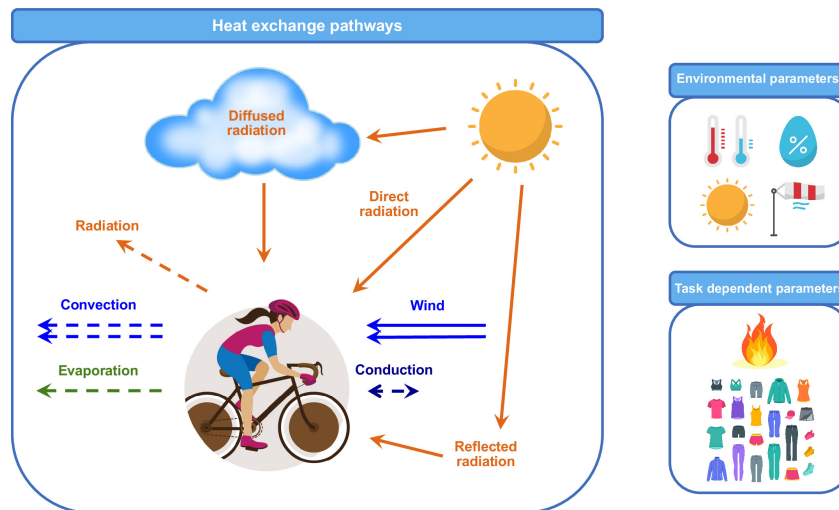 Heat exchange pathways
Diffused
radiation
Direct
radiation
Radiation
Convection
Wind
Evaporation
Conduction
Reflected
radiation
Environmental parameters
%
Task dependent parameters